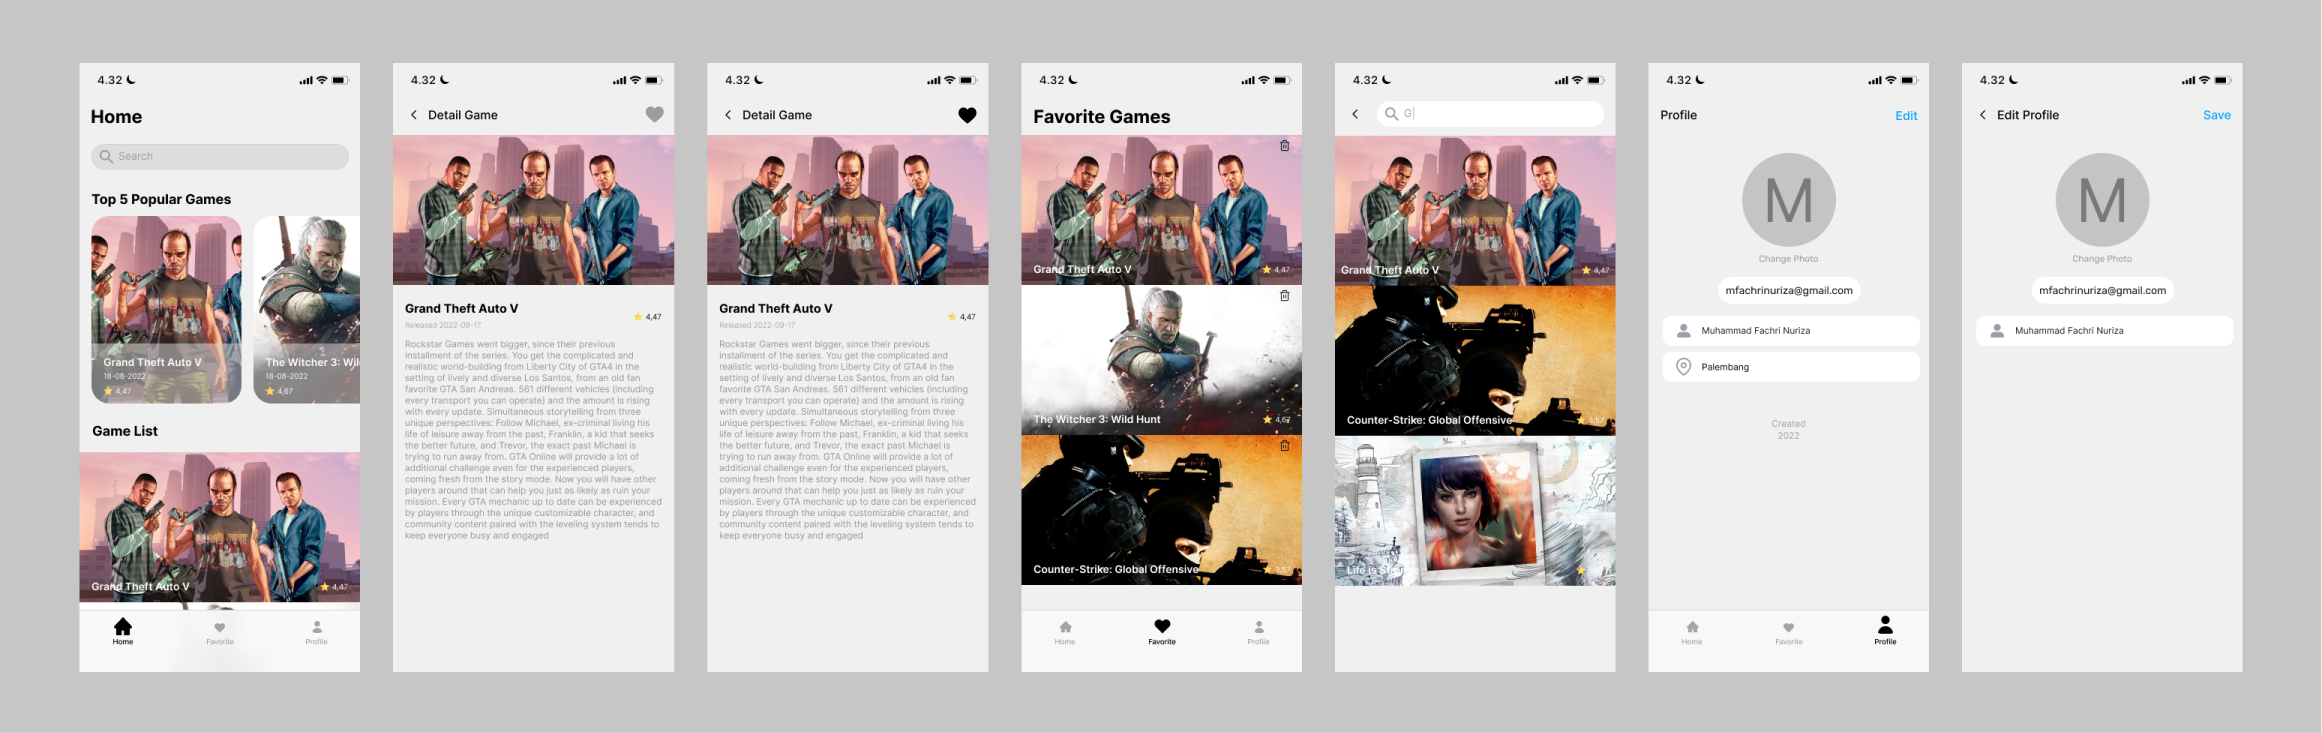 4.32
Home
Search
Top 5 Popular Games
Grand Theft Auto V
18-08-2022
4,47
The Witcher 3: Wil
18-08-2022
4,67
Game List
Grand Theft Auto V
4,47
Home
Favorite
Profile
4.32
Detail Game
Grand Theft Auto V
Released 2022-09-17
4,47
Rockstar Games went bigger, since their previous
installment of the series. You get the complicated and
realistic world-building from Liberty City of GTA4 in the
setting of lively and diverse Los Santos, from an old fan
favorite GTA San Andreas. 561 different vehicles (including
every transport you can operate) and the amount is rising
with every update. Simultaneous storytelling from three
unique perspectives: Follow Michael, ex-criminal living his
life of leisure away from the past, Franklin, a kid that seeks
the better future, and Trevor, the exact past Michael is
trying to run away from. GTA Online will provide a lot of
additional challenge even for the experienced players,
coming fresh from the story mode. Now you will have other
players around that can help you just as likely as ruin your
mission. Every GTA mechanic up to date can be experienced
by players through the unique customizable character, and
community content paired with the leveling system tends to
keep everyone busy and engaged
4.32
Detail Game
Grand Theft Auto V
Released 2022-09-17
4,47
Rockstar Games went bigger, since their previous
installment of the series. You get the complicated and
realistic world-building from Liberty City of GTA4 in the
setting of lively and diverse Los Santos, from an old fan
favorite GTA San Andreas. 561 different vehicles (including
every transport you can operate) and the amount is rising
with every update. Simultaneous storytelling from three
unique perspectives: Follow Michael, ex-criminal living his
life of leisure away from the past, Franklin, a kid that seeks
the better future, and Trevor, the exact past Michael is
trying to run away from. GTA Online will provide a lot of
additional challenge even for the experienced players,
coming fresh from the story mode. Now you will have other
players around that can help you just as likely as ruin your
mission. Every GTA mechanic up to date can be experienced
by players through the unique customizable character, and
community content paired with the leveling system tends to
keep everyone busy and engaged
4.32
Favorite Games
Grand Theft Auto V
4,47
The Witcher 3: Wild Hunt
4,67
Counter-Strike: Global Offensive
3,57
Home
Favorite
Profile
4.32
G
Grand Theft Auto V
4,47
Counter-Strike: Global Offensive
3,57
Life is Strange
4.32
Profile
Edit
M
Change Photo
mfachrinuriza@gmail.com
Muhammad Fachri Nuriza
Palembang
Created
2022
Home
Favorite
Profile
4.32
Edit Profile
Save
M
Change Photo
mfachrinuriza@gmail.com
Muhammad Fachri Nuriza